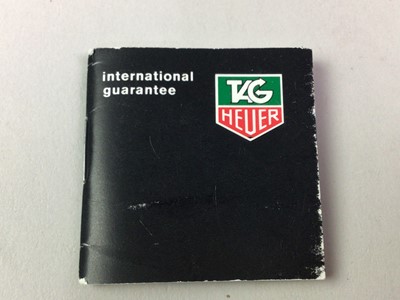 international
guarantee
TAG
HEUER